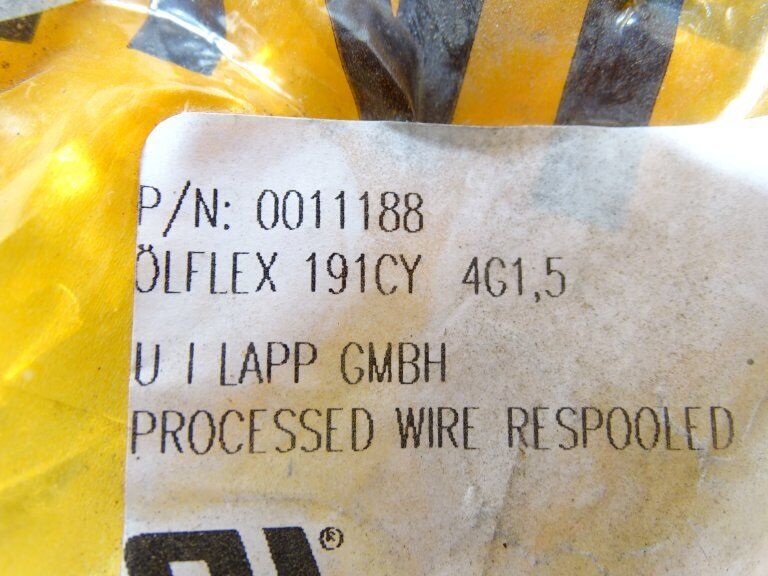 P/N: 0011188
ÖLFLEX 191CY 4G1,5
U I LAPP GMBH
PROCESSED WIRE RESPOOLED
®